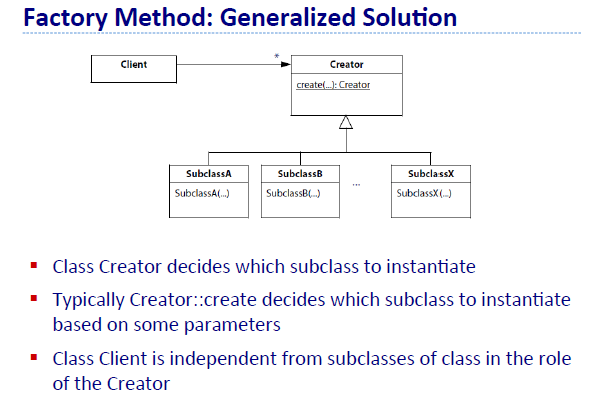 Factory Method: Generalized Solution
Client
*
Creator
create(...): Creator
SubclassA
SubclassA(...)
SubclassB
SubclassB(...)
...
SubclassX
SubclassX (...)
▪ Class Creator decides which subclass to instantiate
▪ Typically Creator::create decides which subclass to instantiate
based on some parameters
▪ Class Client is independent from subclasses of class in the role
of the Creator